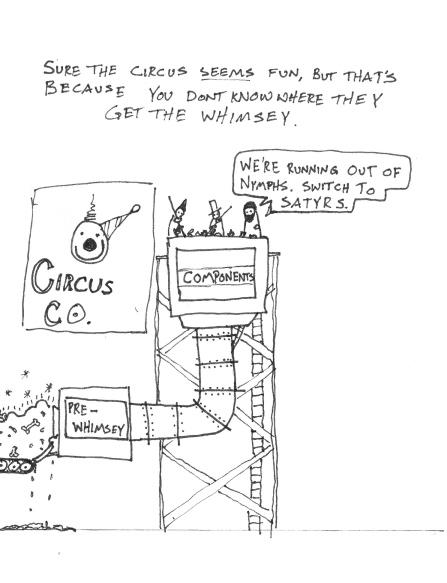 SURE THE CIRCUS SEEMS FUN, BUT THAT'S
BECAUSE YOU DONT KNOW WHERE THEY
GET THE WHIMSEY.
WE'RE RUNNING OUT OF
NYMPHS. SWITCH TO
SATYRS.
CIRCUS
CO.
COMPONENTS
PRE-
WHIMSEY